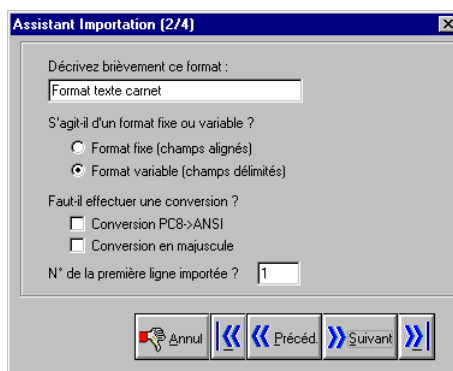 Assistant Importation (2/4)
Décrivez brièvement ce format :
Format texte carnet
S'agit-il d'un format fixe ou variable ?
Format fixe (champs alignés)
Format variable (champs délimités)
Faut-il effectuer une conversion ?
Conversion PC8->ANSI
Conversion en majuscule
N° de la première ligne importée ? 1
Annul Précéd. Suivant